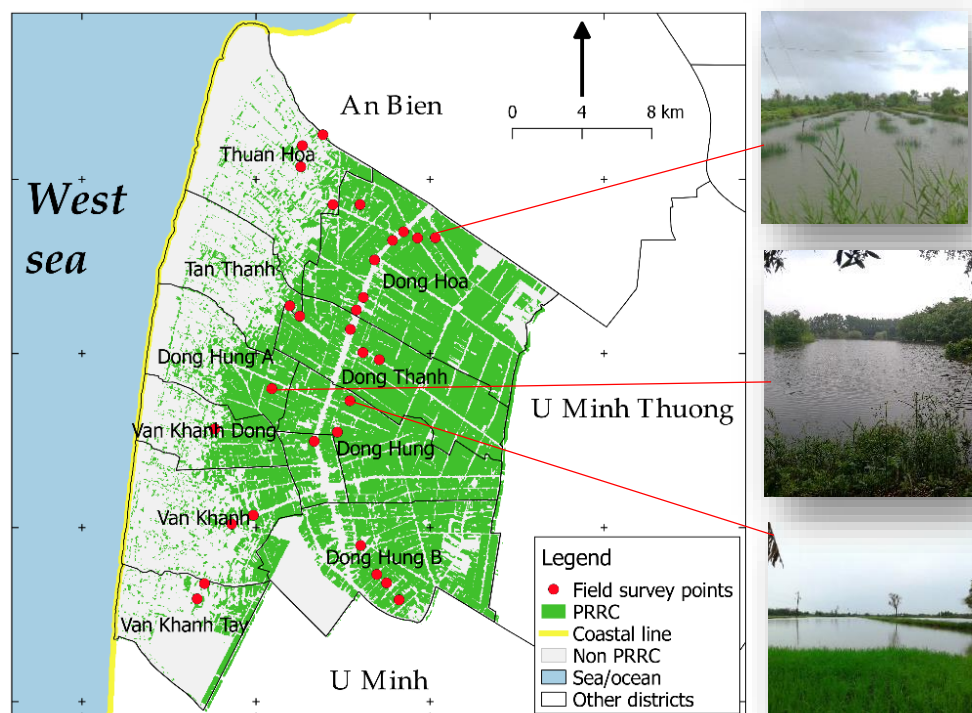 An Bien
0 4 8 km
Thuan Hoa
West
sea
Tan Thanh
Dong Hoa
Dong Hung A
Dong Thanh
U Minh Thuong
Van Khanh Dong
Dong Hung
Van Khanh
Dong Hung B
Van Khanh Tay
U Minh
Legend
Field survey points
PRRC
Coastal line
Non PRRC
Sea/ocean
Other districts